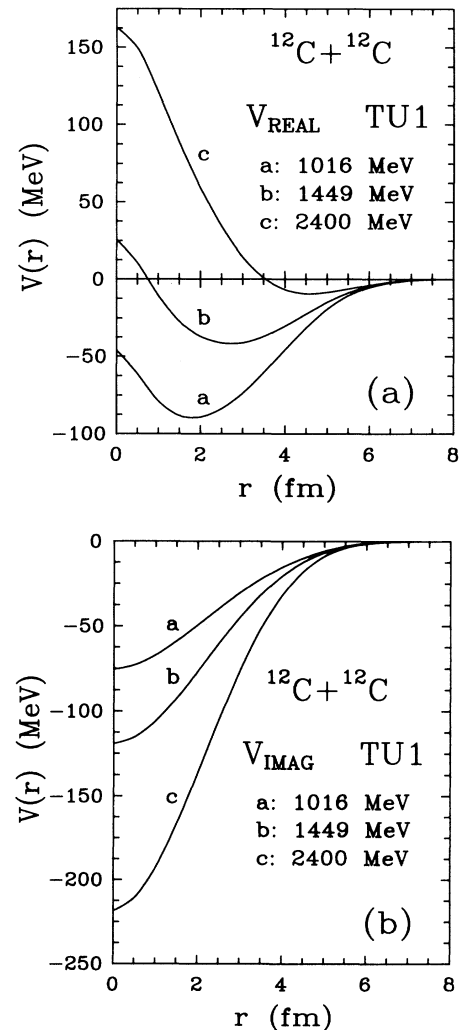 150
100
50
0
−50
−100
V(r) (MeV)
¹²C + ¹²C
V_REAL TU1
a: 1016 MeV
b: 1449 MeV
c: 2400 MeV
c
b
a
(a)
0 2 4 6 8
r (fm)
0
−50
−100
−150
−200
−250
V(r) (MeV)
a
b
c
¹²C + ¹²C
V_IMAG TU1
a: 1016 MeV
b: 1449 MeV
c: 2400 MeV
(b)
0 2 4 6 8
r (fm)